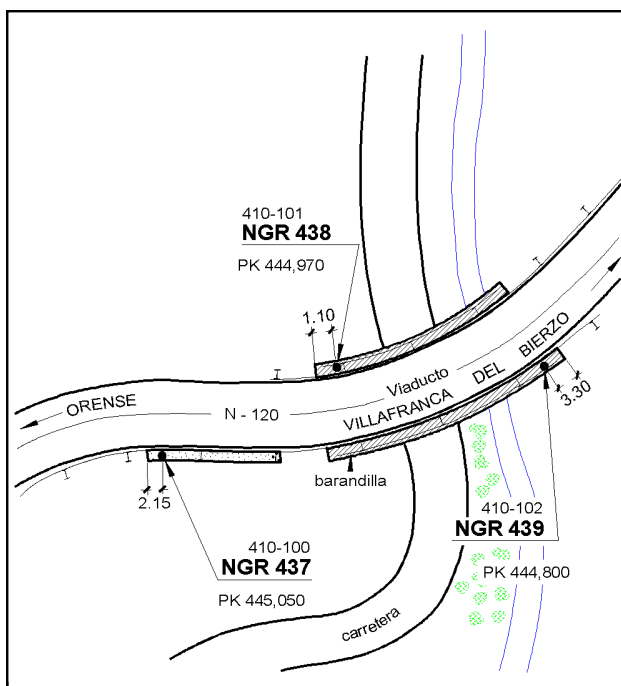 410-101
NGR 438
PK 444,970
1.10
ORENSE
N - 120
Viaducto
VILLAFRANCA DEL BIERZO
3.30
barandilla
2.15
410-100
NGR 437
PK 445,050
410-102
NGR 439
PK 444,800
carretera